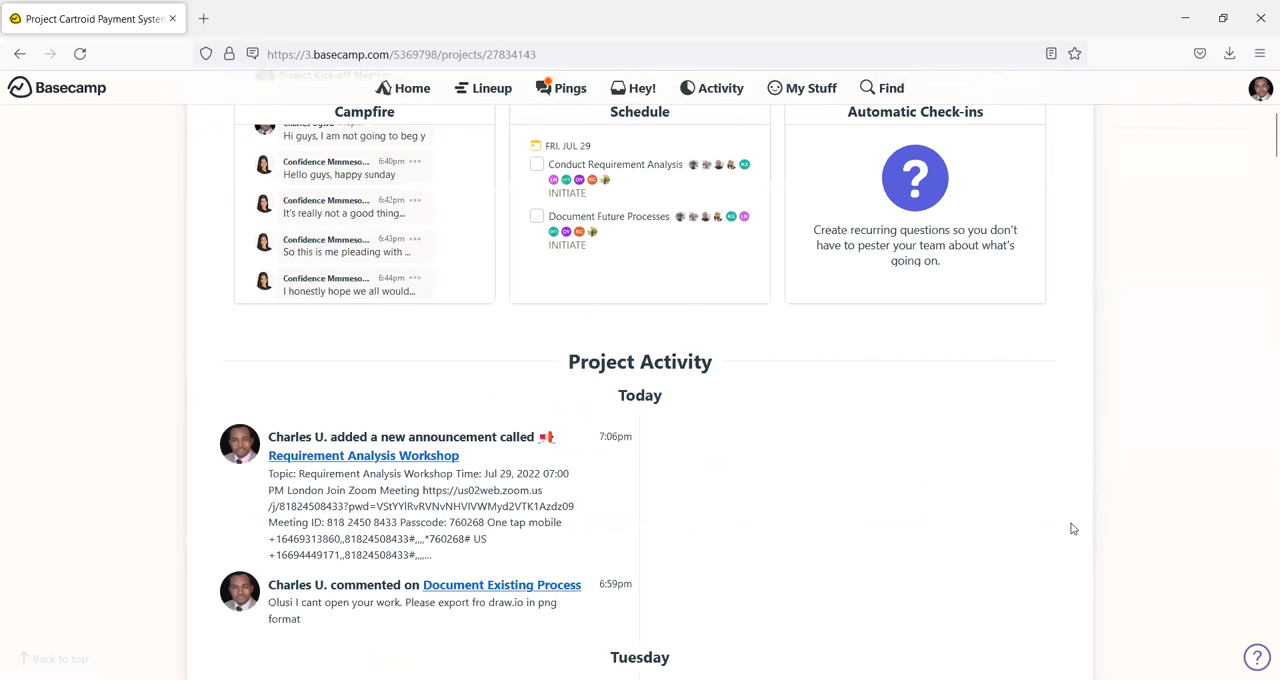 Project Cartroid Payment System
https://3.basecamp.com/5369798/projects/27834143
Basecamp
Home
Lineup
Pings
Hey!
Activity
My Stuff
Find
Project Kick-off Meeting
Campfire
Hi guys, I am not going to beg y
Confidence Mmmeso... 6:40pm
Hello guys, happy sunday
Confidence Mmmeso... 6:42pm
It's really not a good thing...
Confidence Mmmeso... 6:43pm
So this is me pleading with ...
Confidence Mmmeso... 6:44pm
I honestly hope we all would...
Schedule
FRI, JUL 29
Conduct Requirement Analysis
INITIATE
Document Future Processes
INITIATE
Automatic Check-ins
?
Create recurring questions so you don't
have to pester your team about what's
going on.
Project Activity
Today
Charles U. added a new announcement called 7:06pm
Requirement Analysis Workshop
Topic: Requirement Analysis Workshop Time: Jul 29, 2022 07:00
PM London Join Zoom Meeting https://us02web.zoom.us
/j/81824508433?pwd=VStYYlRvRVNvNHVIVWMyd2VTK1Azdz09
Meeting ID: 818 2450 8433 Passcode: 760268 One tap mobile
+16469313860,,81824508433#,,,,*760268# US
+16694449171,,81824508433#,,,,...
Charles U. commented on Document Existing Process 6:59pm
Olusi I cant open your work. Please export fro draw.io in png
format
Tuesday
Back to top
?